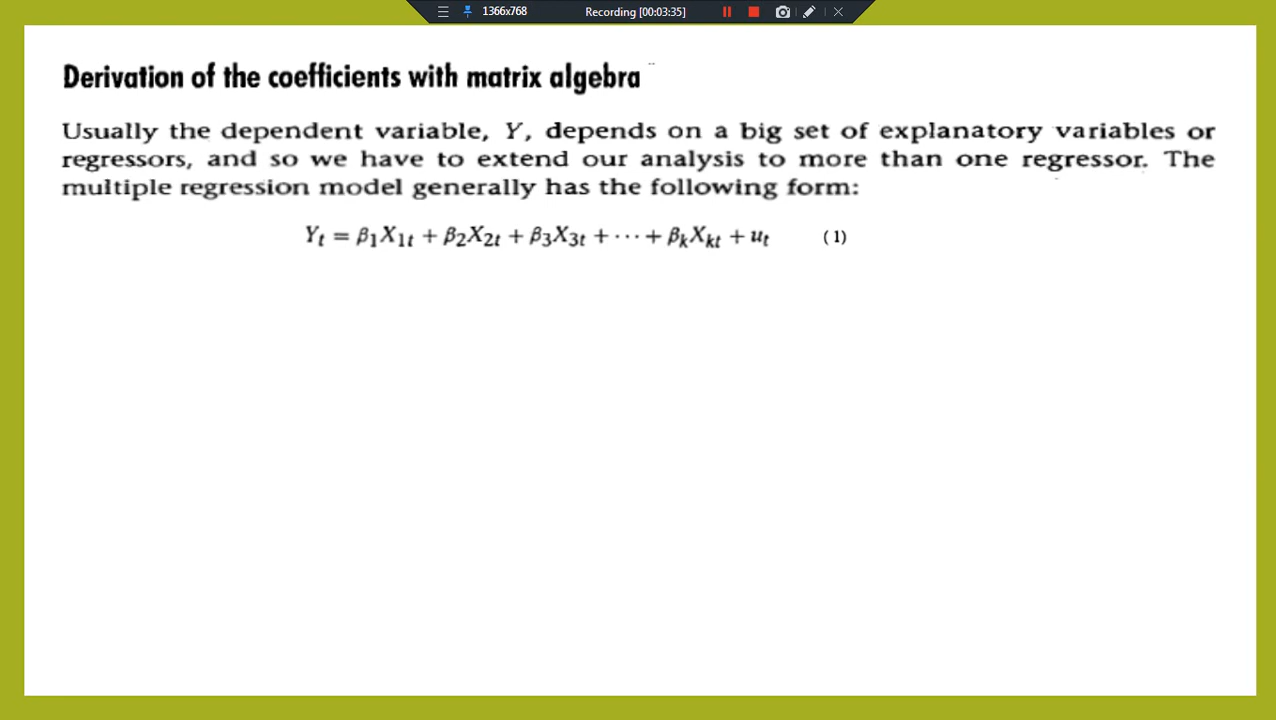 1366x768 Recording [00:03:35]
Derivation of the coefficients with matrix algebra
Usually the dependent variable, Y, depends on a big set of explanatory variables or
regressors, and so we have to extend our analysis to more than one regressor. The
multiple regression model generally has the following form:
Yₜ = β₁X₁ₜ + β₂X₂ₜ + β₃X₃ₜ + ⋯ + βₖXₖₜ + uₜ (1)